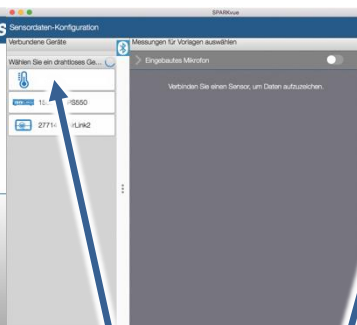 SPARKvue
Sensordaten-Konfiguration
Verbundene Geräte
Messungen für Vorlagen auswählen
Wählen Sie ein drahtloses Ge...
Eingebautes Mikrofon
Verbinden Sie einen Sensor, um Daten aufzuzeichnen.